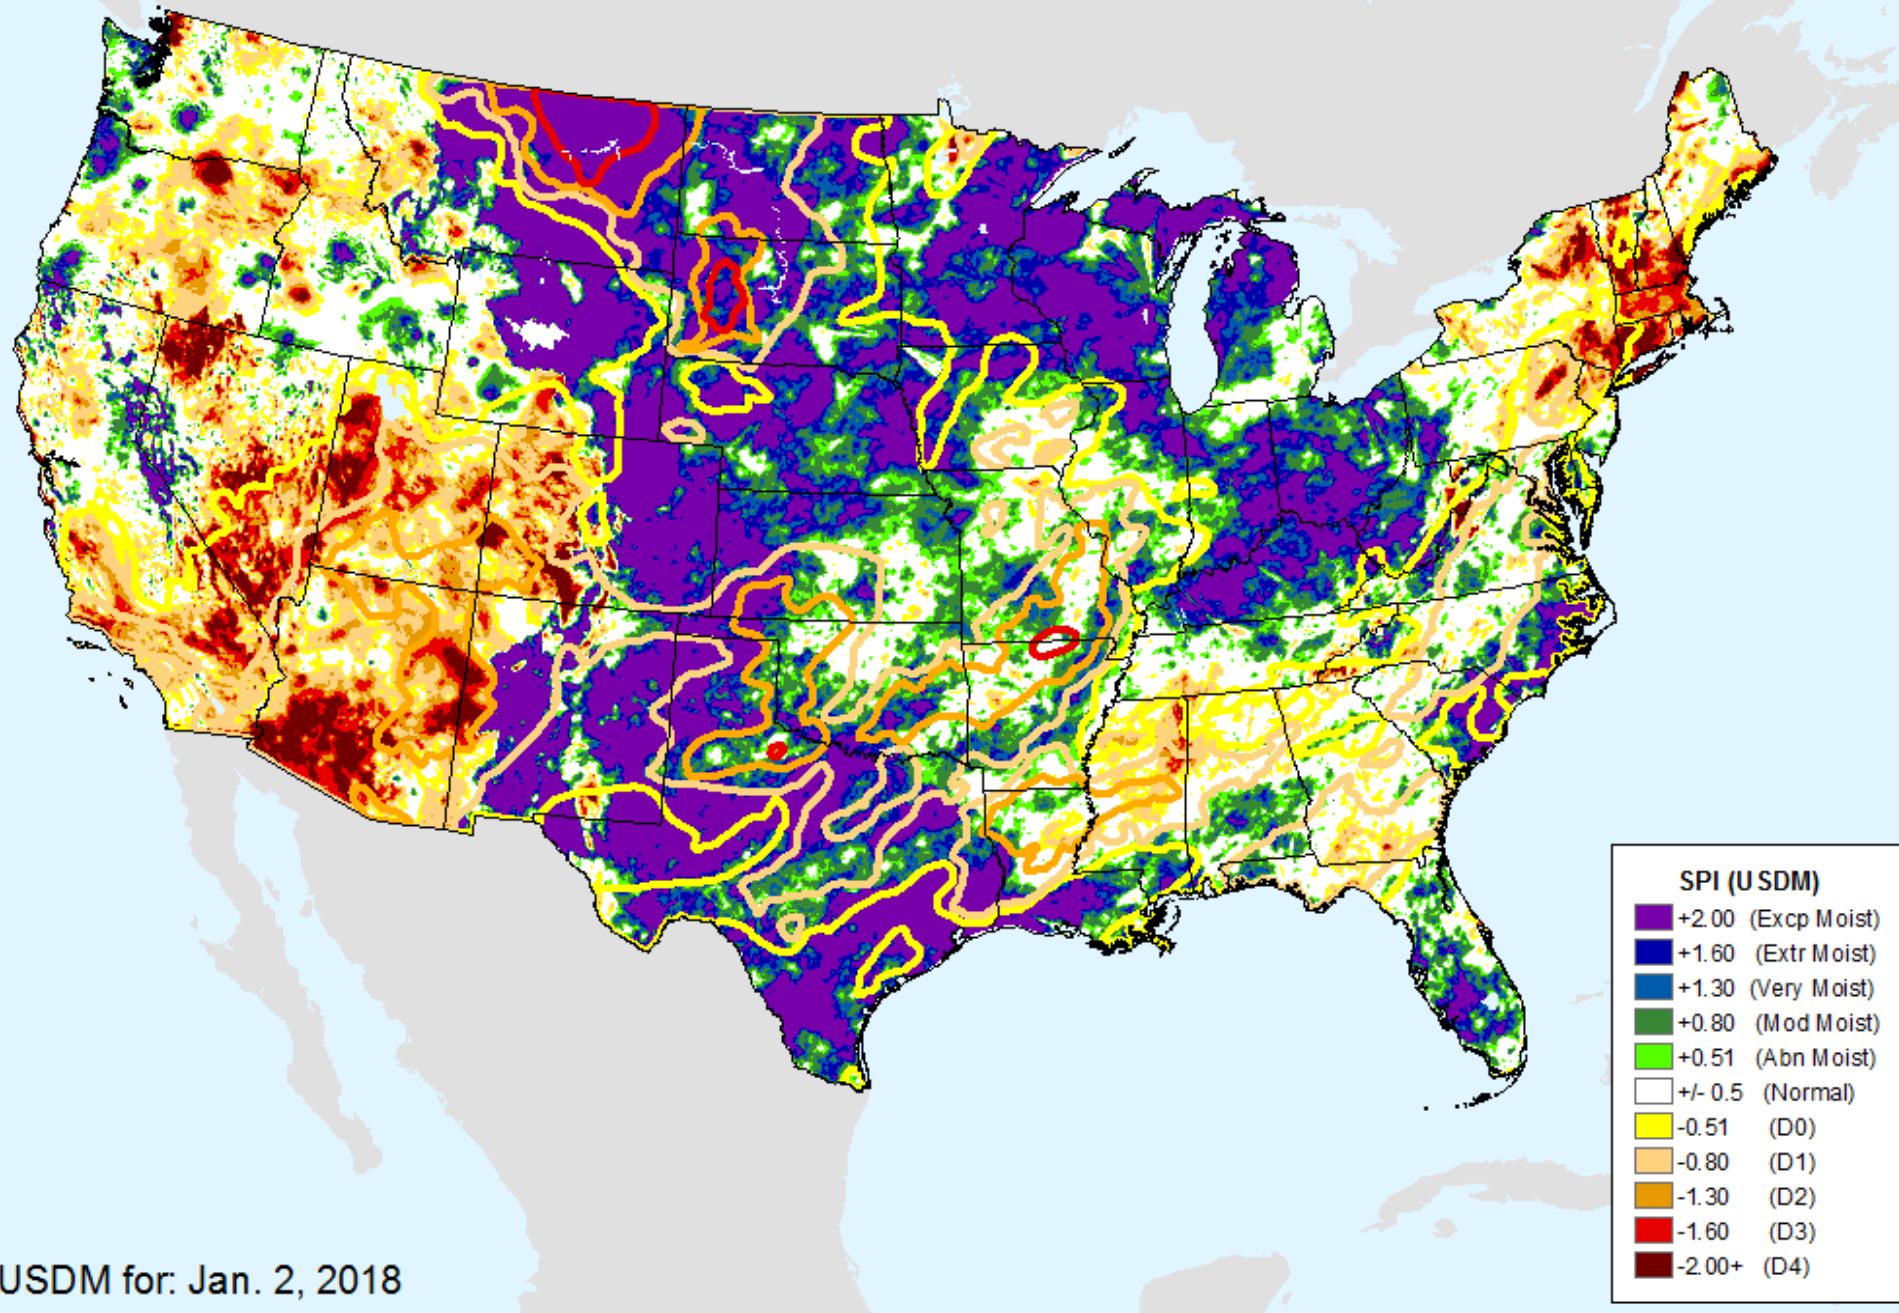 SPI (USDM)
+2.00 (Excp Moist)
+1.60 (Extr Moist)
+1.30 (Very Moist)
+0.80 (Mod Moist)
+0.51 (Abn Moist)
+/- 0.5 (Normal)
-0.51 (D0)
-0.80 (D1)
-1.30 (D2)
-1.60 (D3)
-2.00+ (D4)
USDM for: Jan. 2, 2018